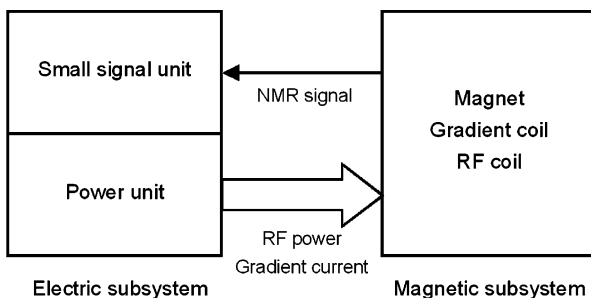 Small signal unit
Power unit
Electric subsystem
NMR signal
RF power
Gradient current
Magnet
Gradient coil
RF coil
Magnetic subsystem